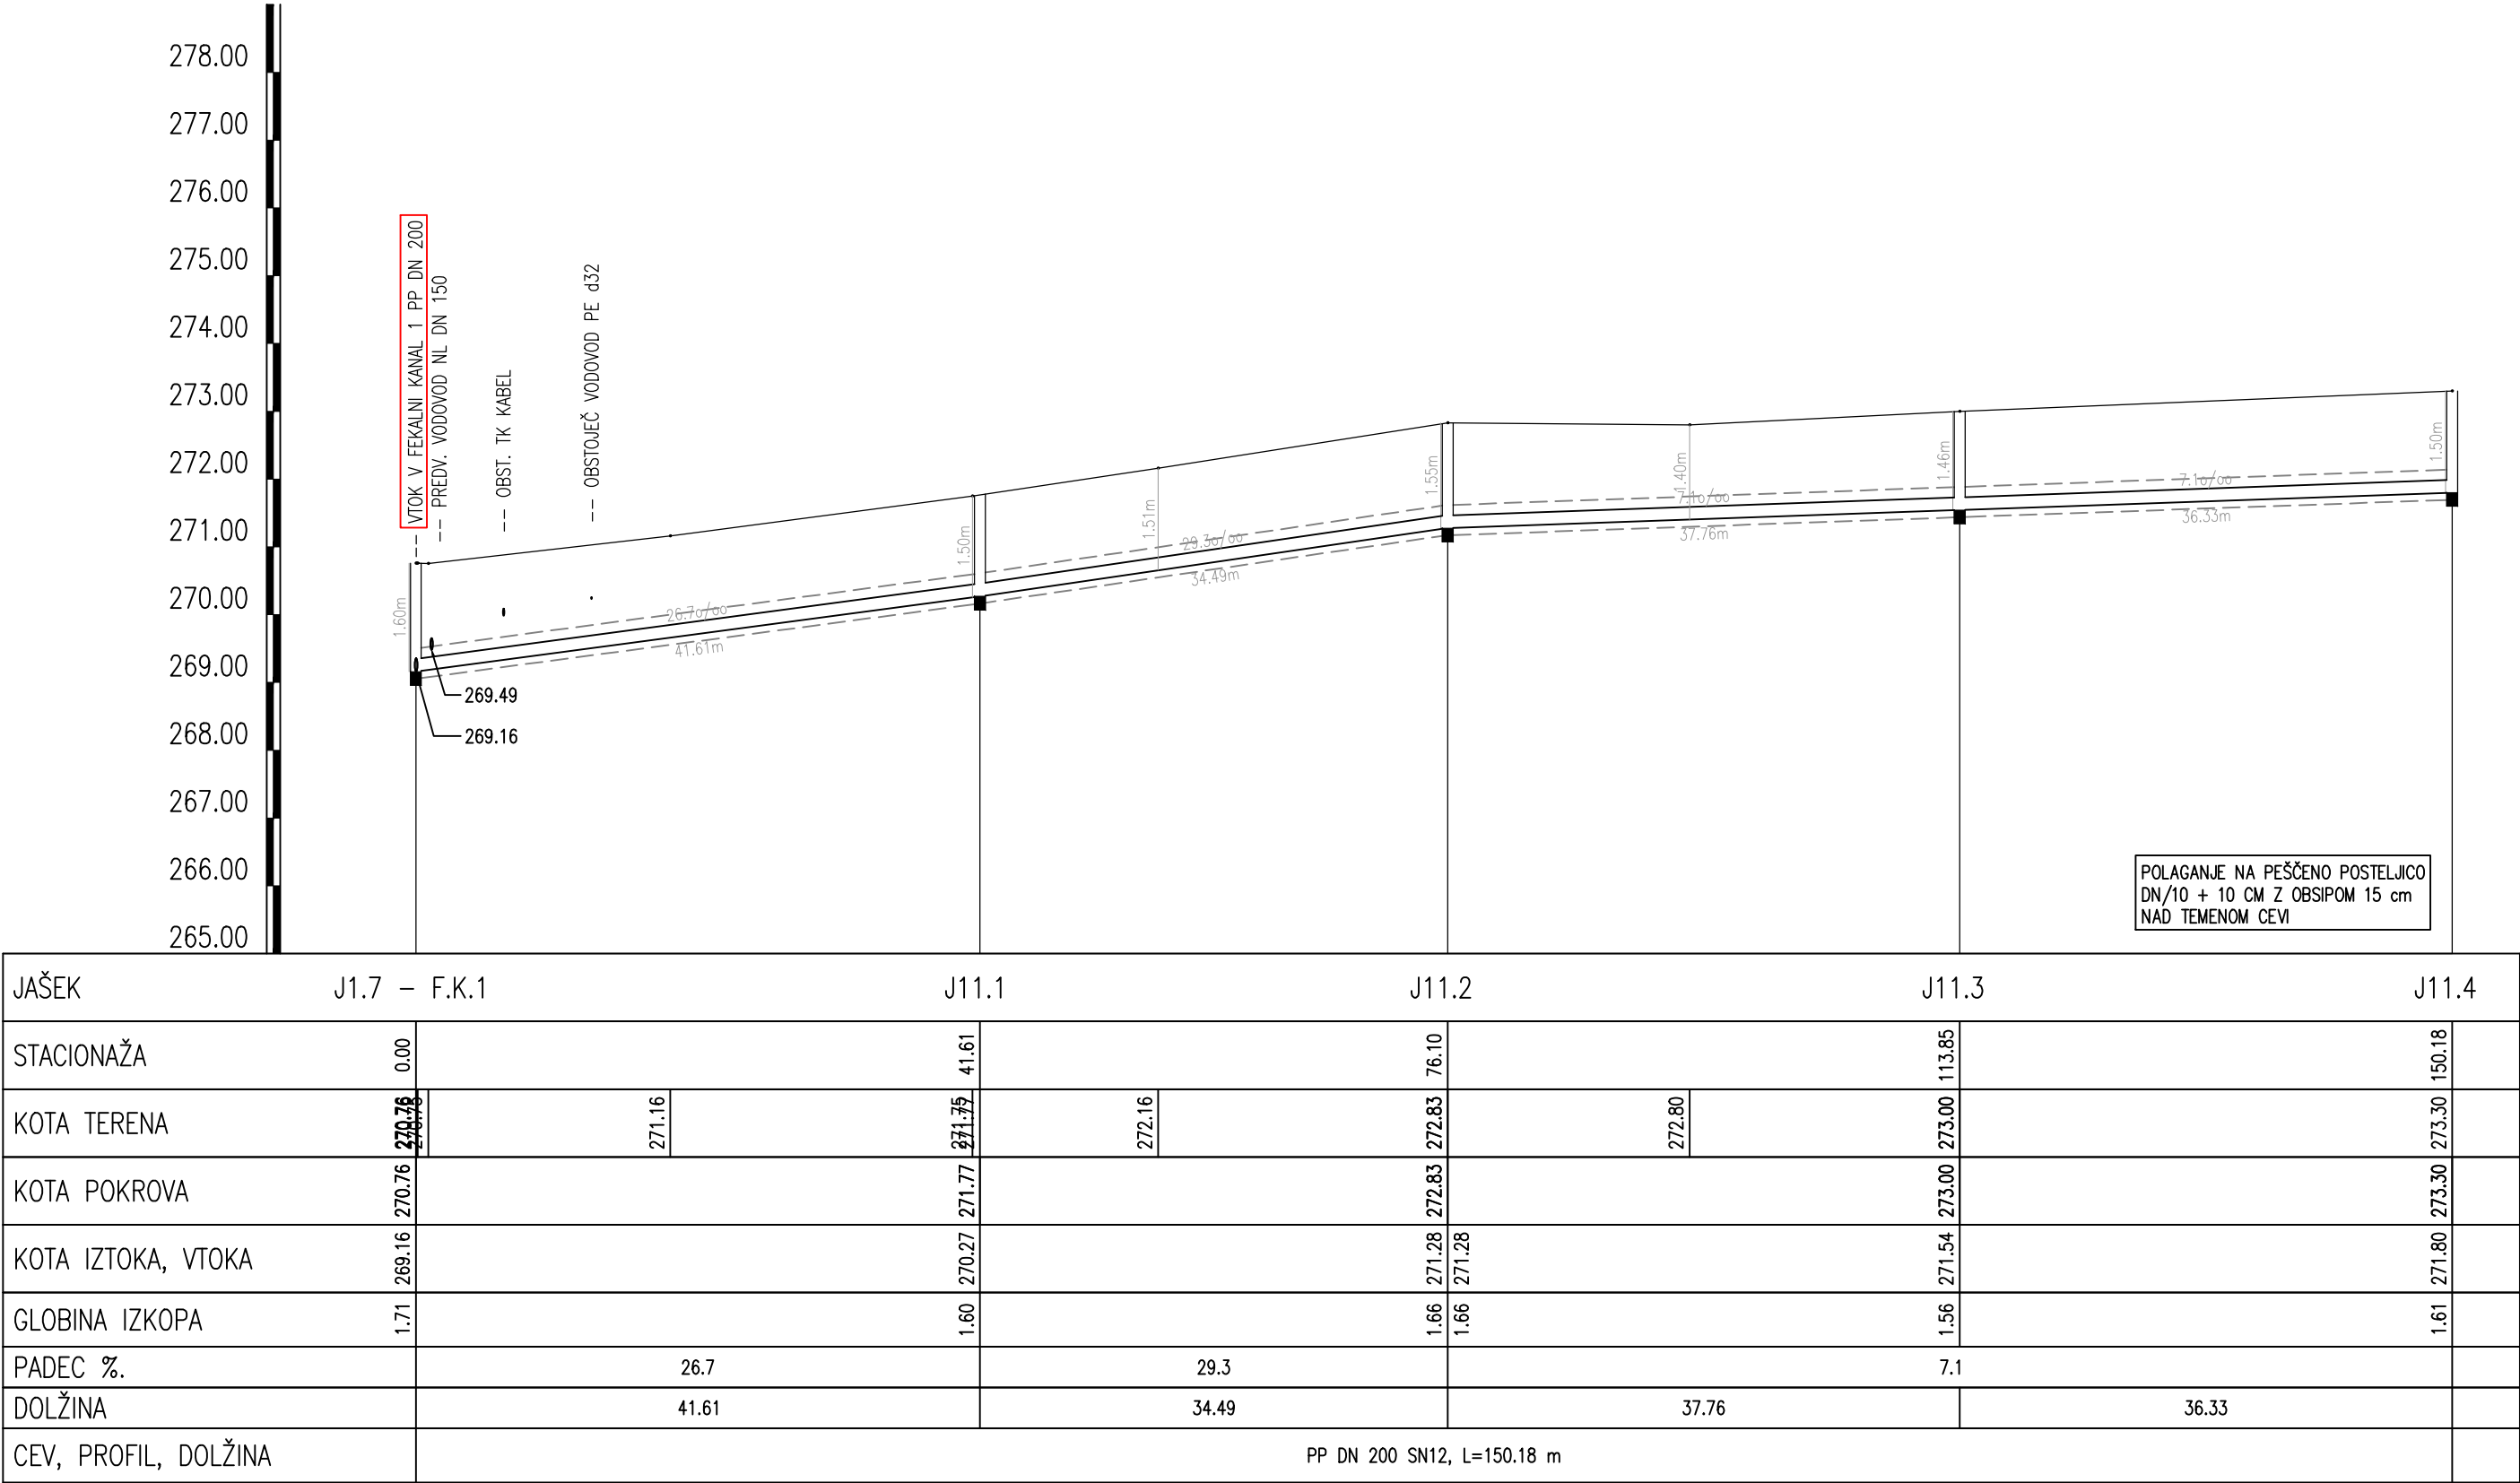 278.00
277.00
276.00
275.00
274.00
273.00
272.00
271.00
270.00
269.00
268.00
267.00
266.00
265.00
VTOK V FEKALNI KANAL 1 PP DN 200
PREDV. VODOVOD NL DN 150
OBST. TK KABEL
OBSTOJEČ VODOVOD PE d32
1.60m
26.7o/oo
41.61m
1.50m
1.51m
29.3o/oo
34.49m
1.55m
1.40m
7.1o/oo
37.76m
1.46m
7.1o/oo
36.33m
1.50m
269.49
269.16
POLAGANJE NA PEŠČENO POSTELJICO
DN/10 + 10 CM Z OBSIPOM 15 cm
NAD TEMENOM CEVI
JAŠEK J1.7 – F.K.1 J11.1 J11.2 J11.3 J11.4
STACIONAŽA 0.00 41.61 76.10 113.85 150.18
KOTA TERENA 270.76 271.16 271.75 271.77 272.16 272.83 272.80 273.00 273.30
KOTA POKROVA 270.76 271.77 272.83 273.00 273.30
KOTA IZTOKA, VTOKA 269.16 270.27 271.28 271.28 271.54 271.80
GLOBINA IZKOPA 1.71 1.60 1.66 1.66 1.56 1.61
PADEC %. 26.7 29.3 7.1
DOLŽINA 41.61 34.49 37.76 36.33
CEV, PROFIL, DOLŽINA PP DN 200 SN12, L=150.18 m